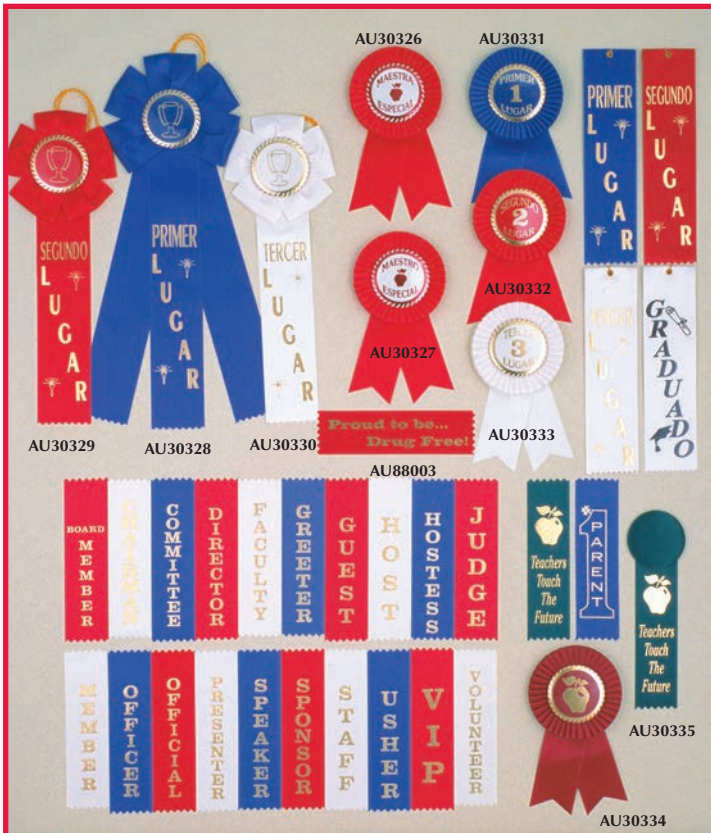 AU30326
AU30331
MAESTRA
ESPECIAL
PRIMER
1
LUGAR
PRIMER
LUGAR
SEGUNDO
LUGAR
SEGUNDO
LUGAR
PRIMER
LUGAR
TERCER
LUGAR
SEGUNDO
2
LUGAR
MAESTRO
ESPECIAL
AU30332
AU30327
TERCER
3
LUGAR
LUGAR
GRADUADO
AU30329
AU30328
AU30330
AU30333
Proud to be...
Drug Free!
AU88003
BOARD
MEMBER
CHAIRMAN
COMMITTEE
DIRECTOR
FACULTY
GREETER
GUEST
HOST
HOSTESS
JUDGE
Teachers
Touch
The
Future
#1
PARENT
Teachers
Touch
The
Future
AU30335
MEMBER
OFFICER
OFFICIAL
PRESENTER
SPEAKER
SPONSOR
STAFF
USHER
VIP
VOLUNTEER
AU30334